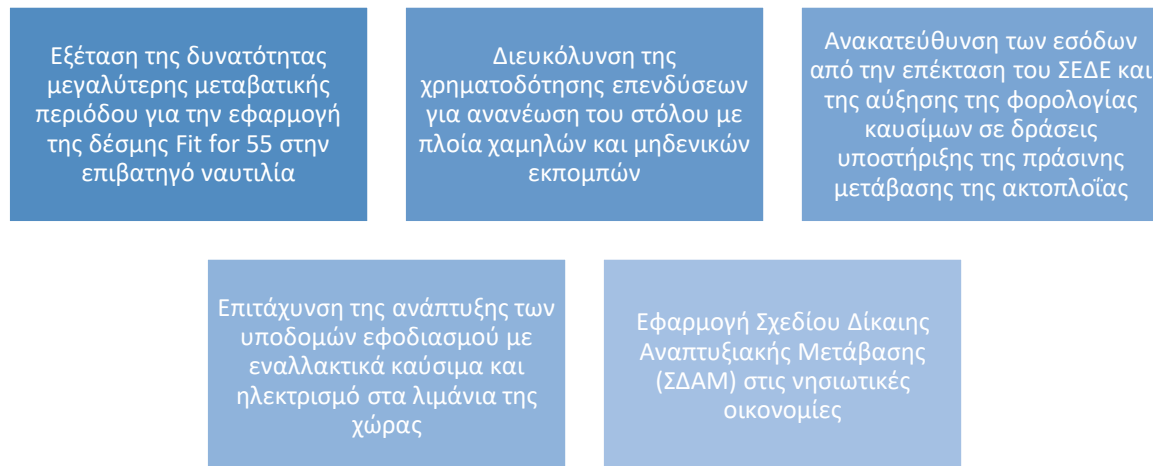 Εξέταση της δυνατότητας
μεγαλύτερης μεταβατικής
περιόδου για την εφαρμογή
της δέσμης Fit for 55 στην
επιβατηγό ναυτιλία
Διευκόλυνση της
χρηματοδότησης επενδύσεων
για ανανέωση του στόλου με
πλοία χαμηλών και μηδενικών
εκπομπών
Ανακατεύθυνση των εσόδων
από την επέκταση του ΣΕΔΕ και
της αύξησης της φορολογίας
καυσίμων σε δράσεις
υποστήριξης της πράσινης
μετάβασης της ακτοπλοΐας
Επιτάχυνση της ανάπτυξης των
υποδομών εφοδιασμού με
εναλλακτικά καύσιμα και
ηλεκτρισμό στα λιμάνια της
χώρας
Εφαρμογή Σχεδίου Δίκαιης
Αναπτυξιακής Μετάβασης
(ΣΔΑΜ) στις νησιωτικές
οικονομίες